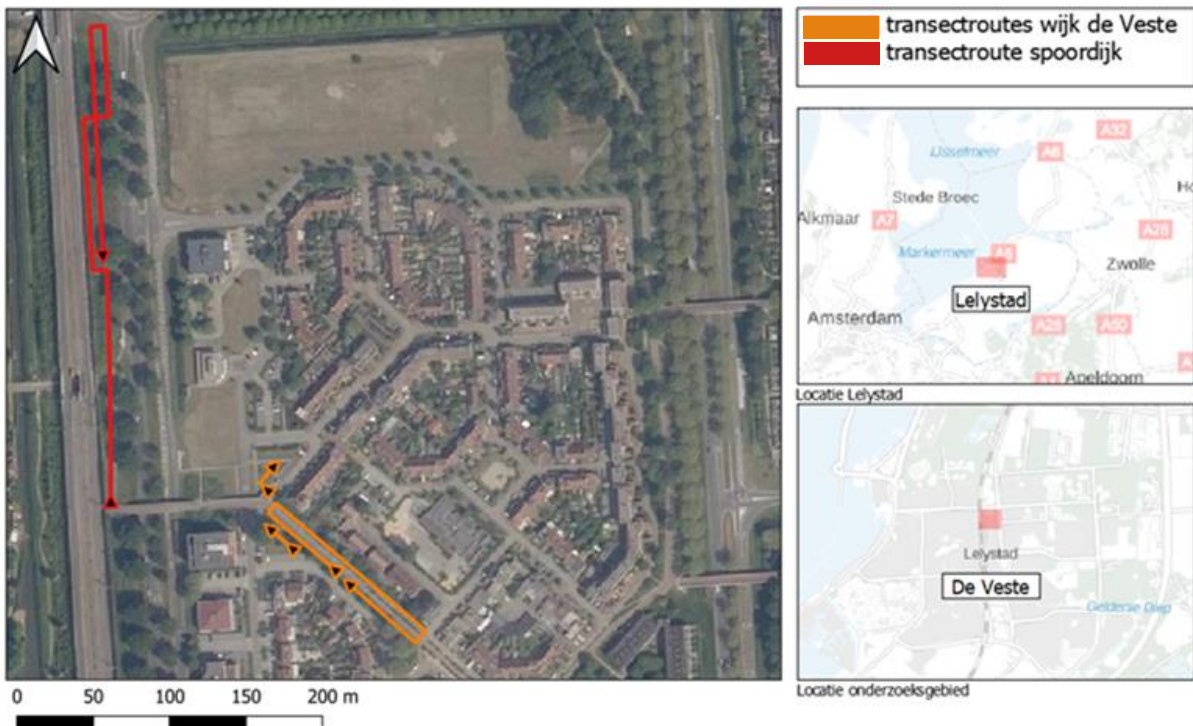 transectroutes wijk de Veste
transectroute spoordijk
IJsselmeer
A32
A6
Stede Broec
Alkmaar
A7
A28
Markermeer
A6
Zwolle
Lelystad
Amsterdam
A28
A50
Apeldoorn
Locatie Lelystad
Lelystad
De Veste
Gelderse Diep
Locatie onderzoeksgebied
0 50 100 150 200 m